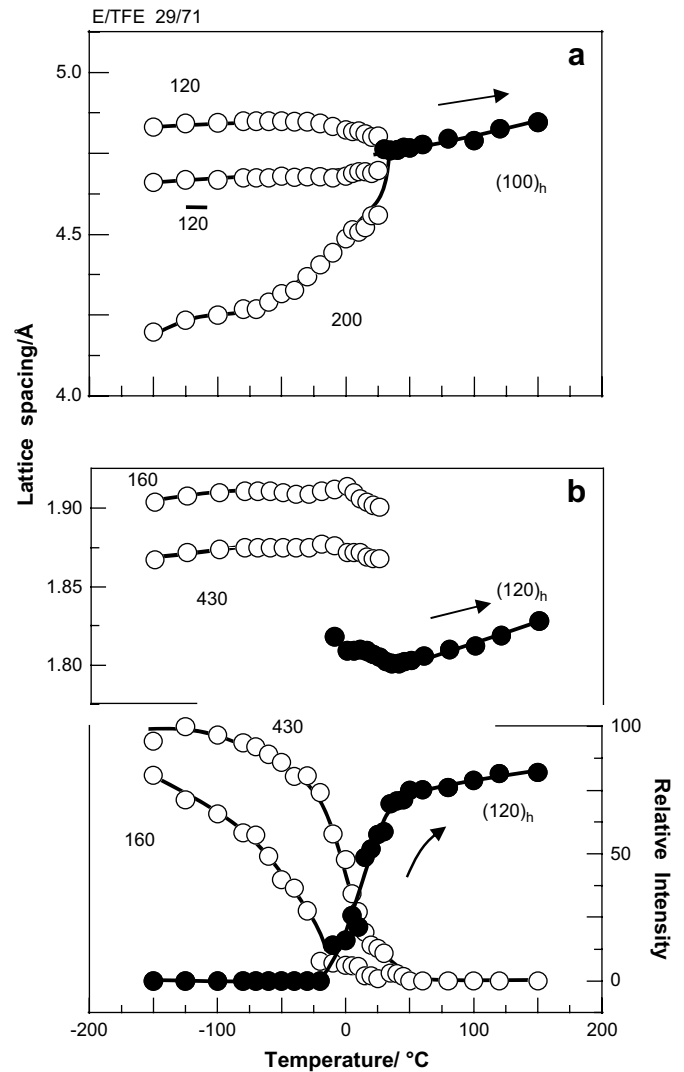 E/TFE 29/71
a
5.0
120
(100)h
4.5
120
200
4.0
Lattice spacing/Å
160
b
1.90
1.85
430
(120)h
1.80
430
100
160
(120)h
50
0
Relative Intensity
-200 -100 0 100 200
Temperature/ °C